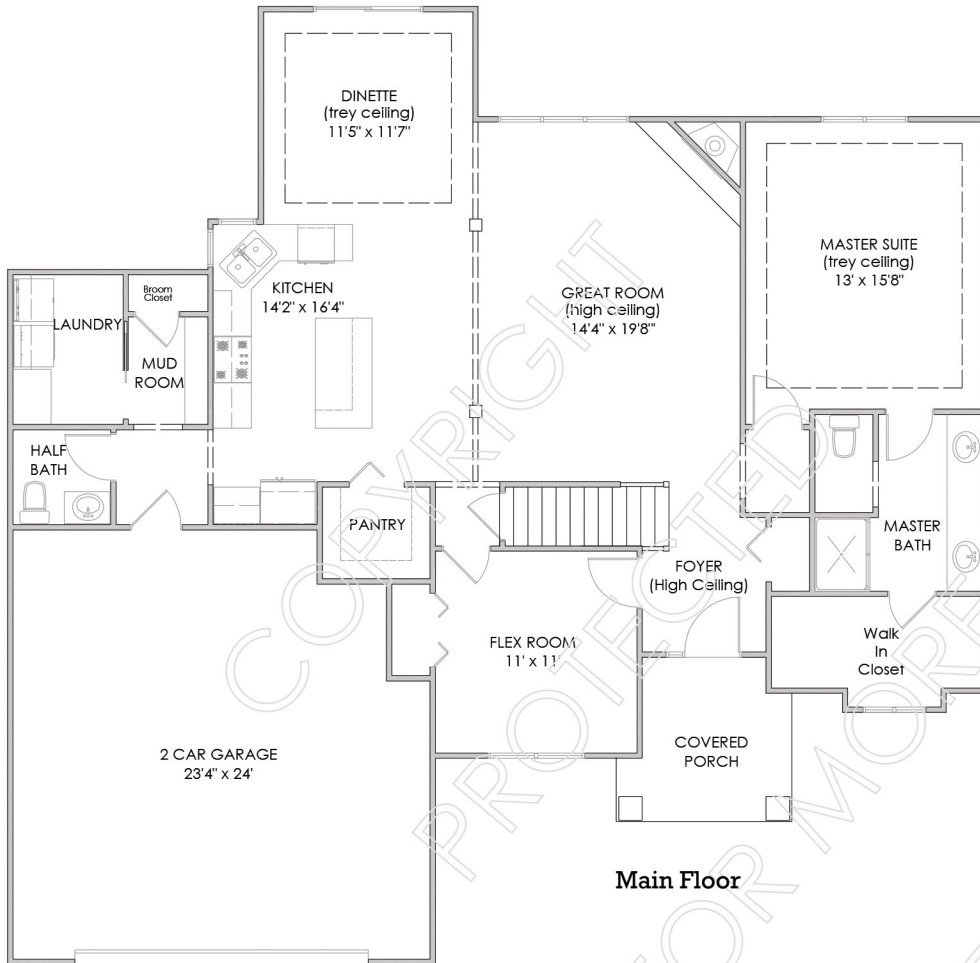 DINETTE
(trey ceiling)
11'5" x 11'7"
MASTER SUITE
(trey ceiling)
13' x 15'8"
KITCHEN
14'2" x 16'4"
GREAT ROOM
(high ceiling)
14'4" x 19'8'"
Broom
Closet
LAUNDRY
MUD
ROOM
HALF
BATH
PANTRY
MASTER
BATH
FOYER
(High Ceiling)
FLEX ROOM
11' x 11'
Walk
In
Closet
2 CAR GARAGE
23'4" x 24'
COVERED
PORCH
Main Floor
COPYRIGHT
PROTECTED
FOR MORE